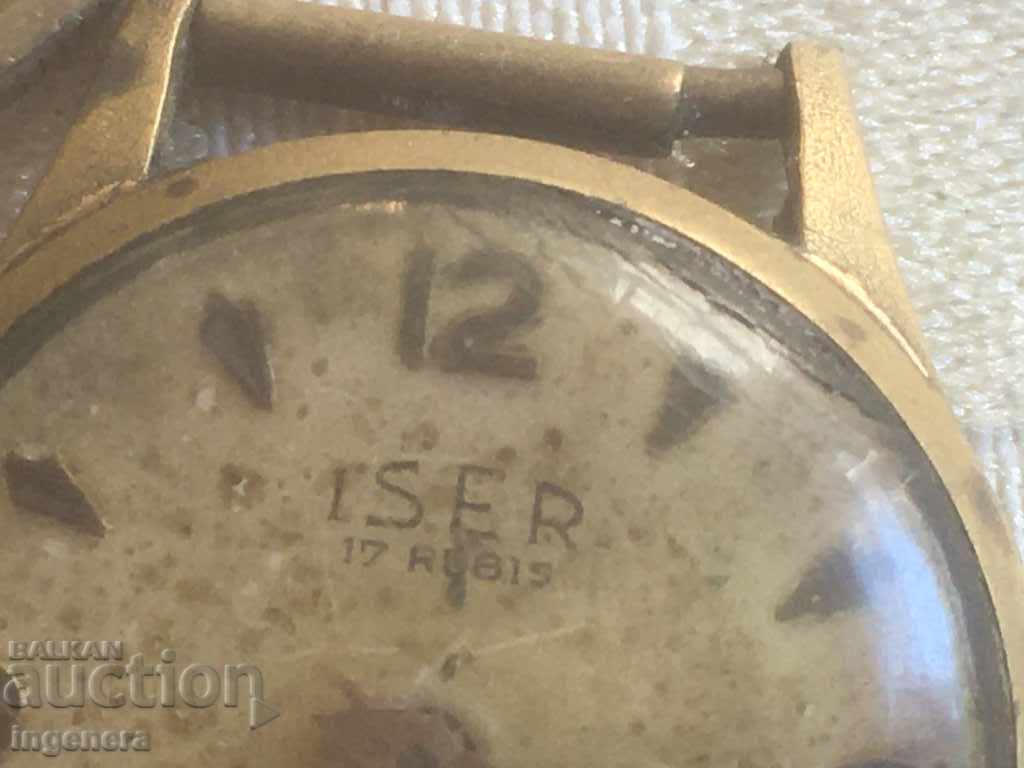 12
ISER
17 RUBIS
BALKAN
auction
ingenera